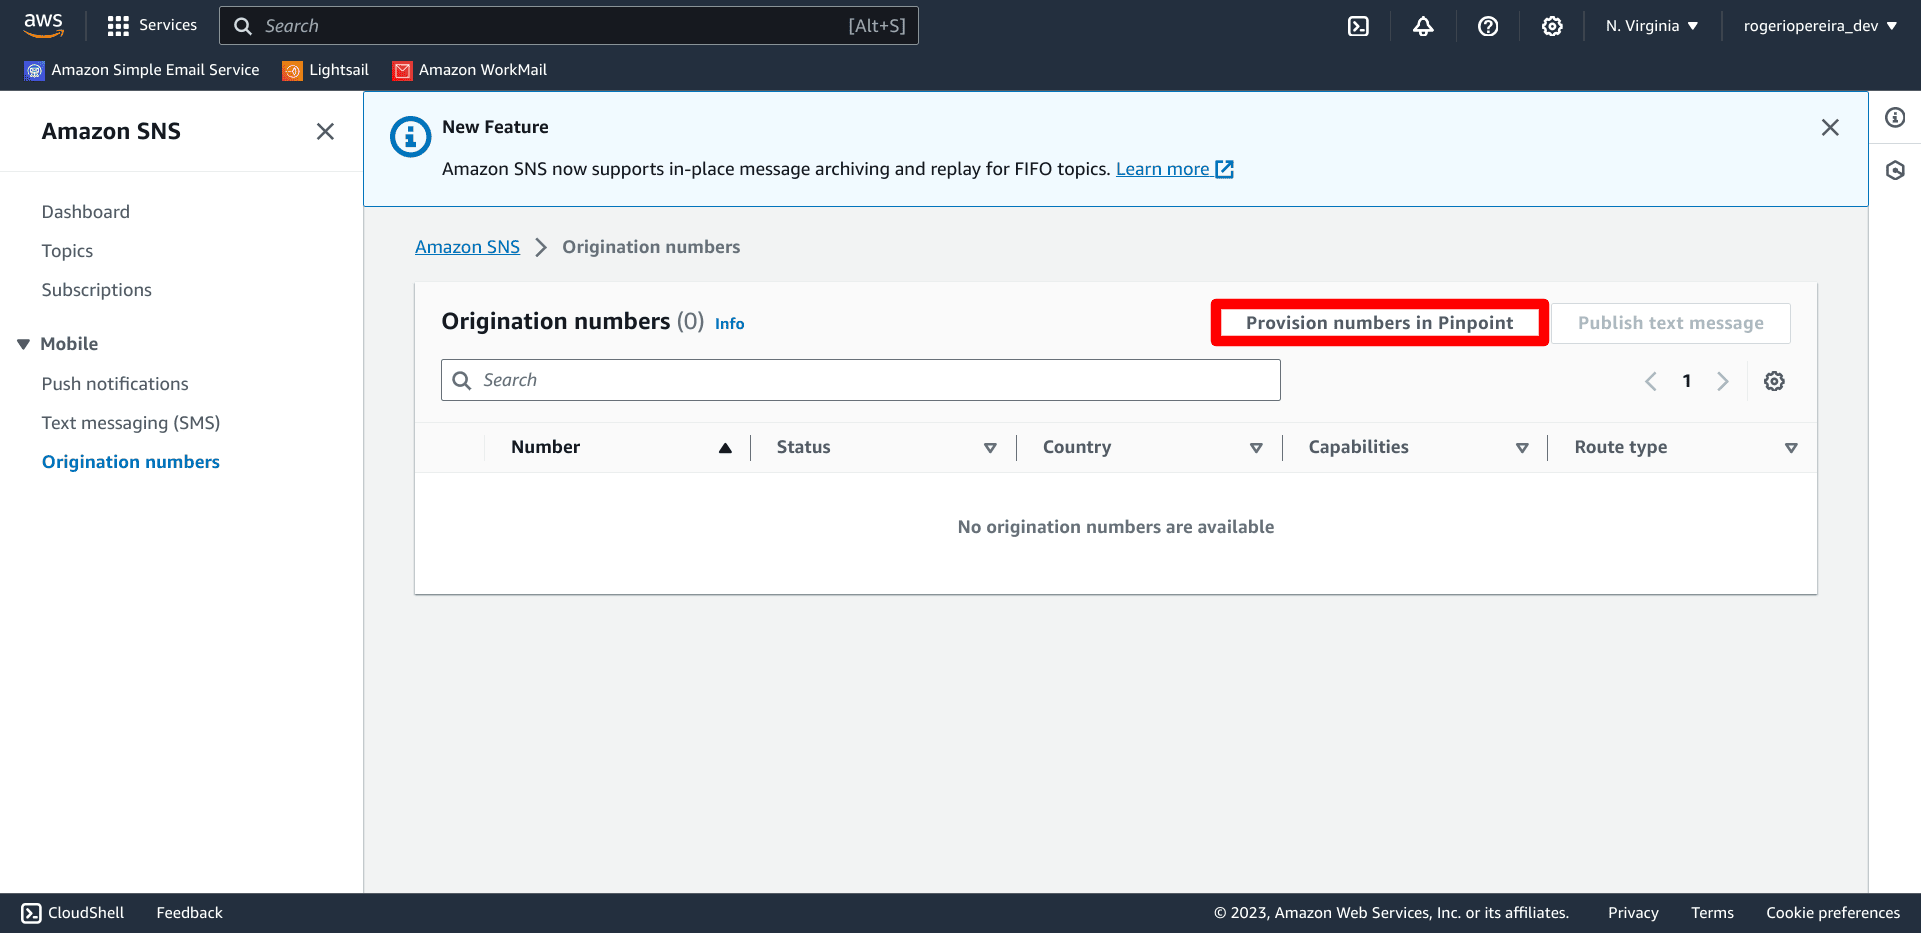 aws
Services
Search [Alt+S]
N. Virginia
rogeriopereira_dev
Amazon Simple Email Service
Lightsail
Amazon WorkMail
Amazon SNS
Dashboard
Topics
Subscriptions
Mobile
Push notifications
Text messaging (SMS)
Origination numbers
New Feature
Amazon SNS now supports in-place message archiving and replay for FIFO topics. Learn more
Amazon SNS
Origination numbers
Origination numbers (0) Info
Provision numbers in Pinpoint
Publish text message
Search
1
Number
Status
Country
Capabilities
Route type
No origination numbers are available
CloudShell
Feedback
© 2023, Amazon Web Services, Inc. or its affiliates.
Privacy
Terms
Cookie preferences